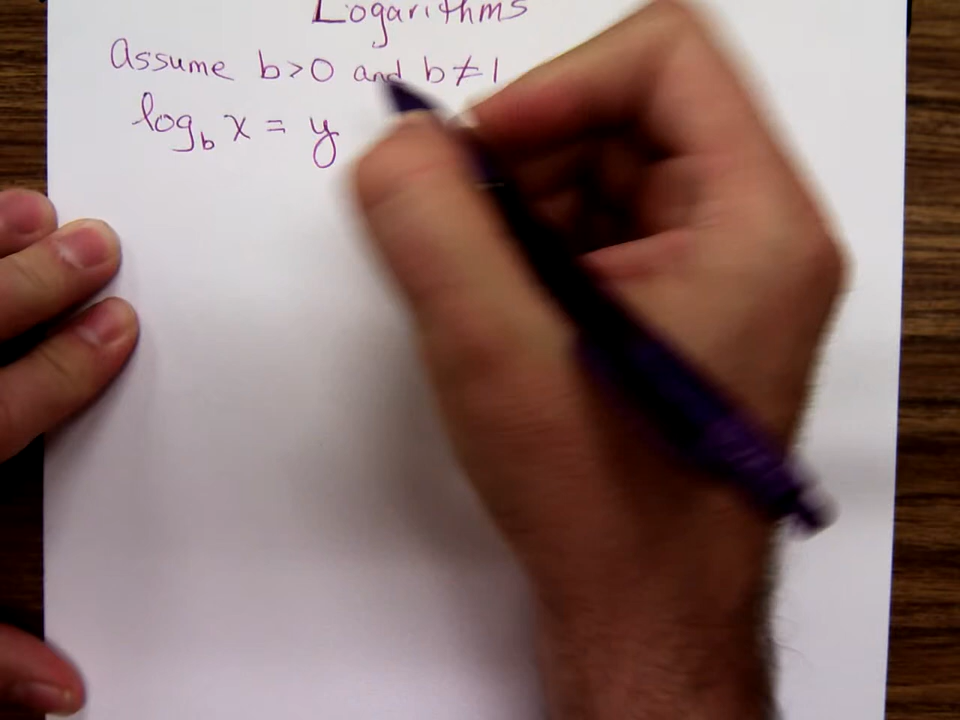 Logarithms
Assume b>0 and b≠1
log_b x = y